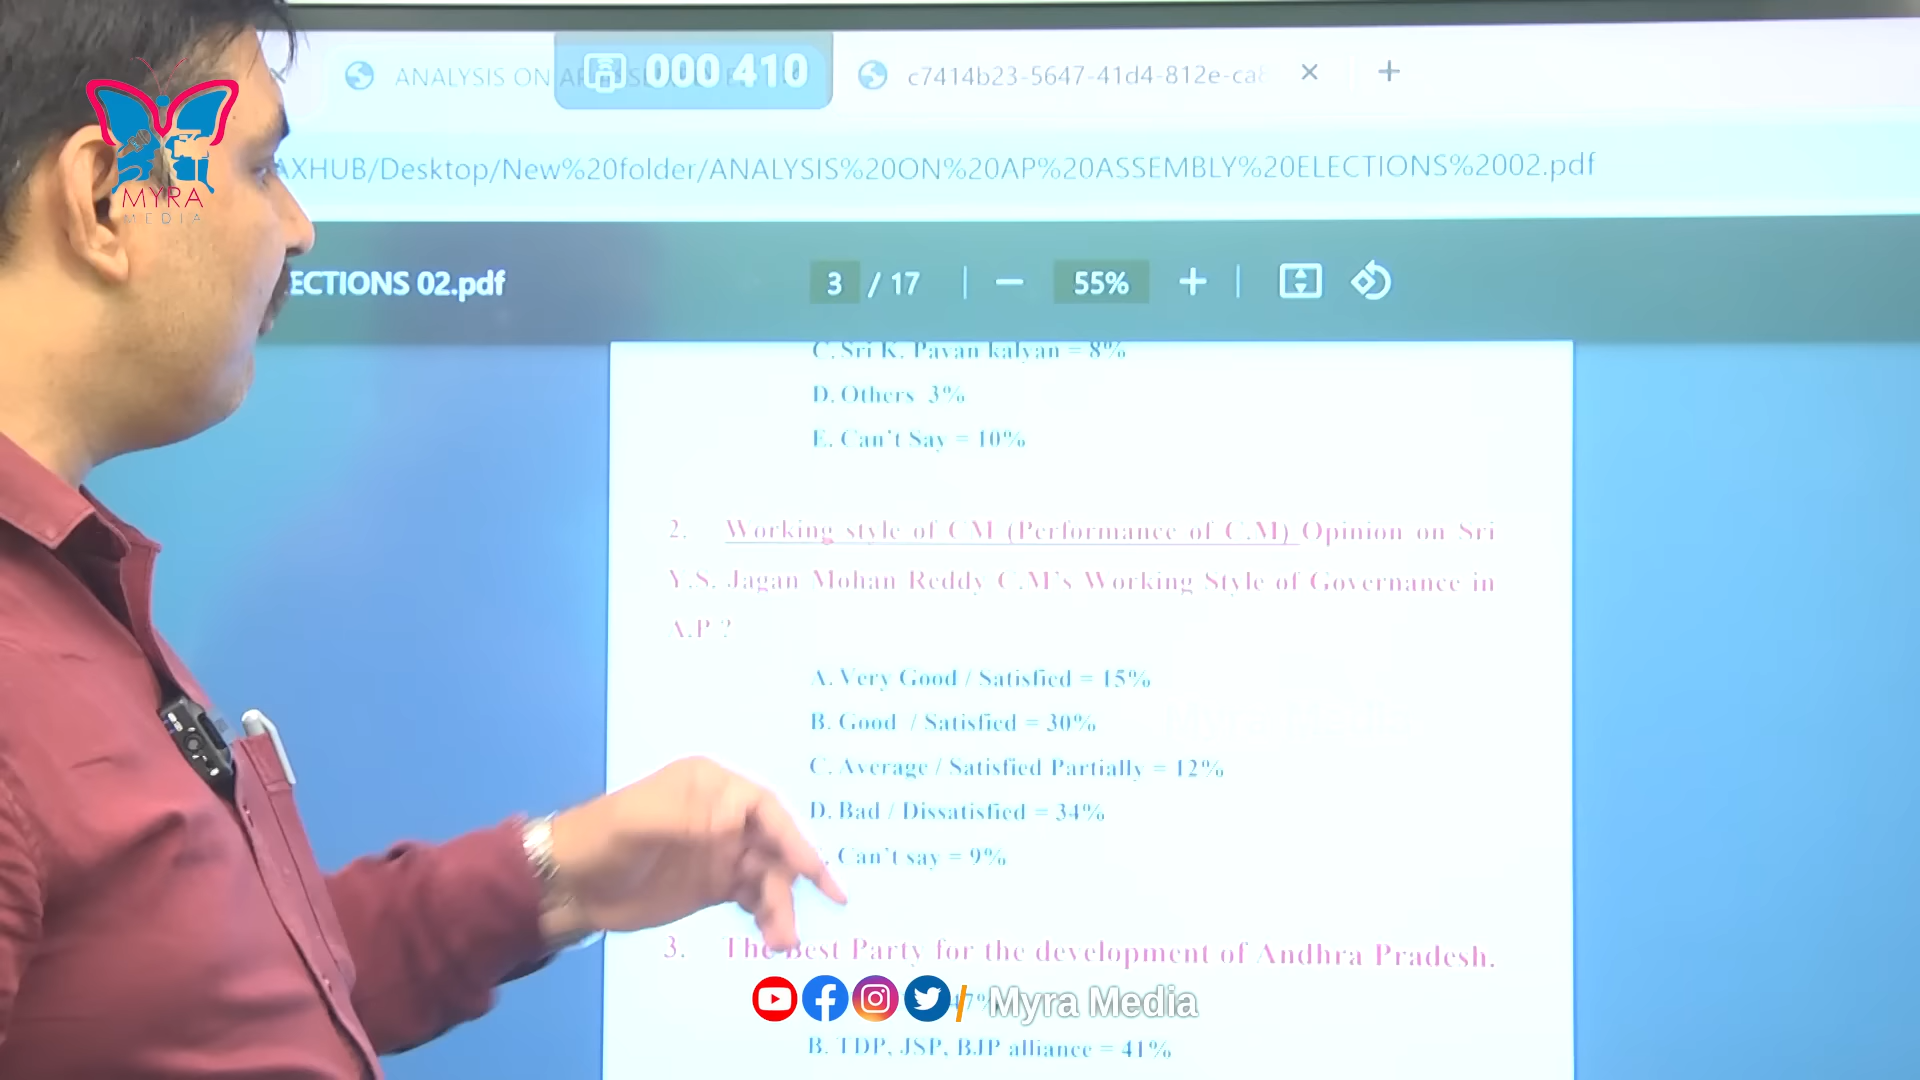 ANALYSIS ON AP
000 410
c7414b23-5647-41d4-812e-ca
AXHUB/Desktop/New%20folder/ANALYSIS%20ON%20AP%20ASSEMBLY%20ELECTIONS%2002.pdf
MYRA
MEDIA
ECTIONS 02.pdf
3 / 17
55%
C. Sri K. Pavan kalyan = 8%
D. Others 3%
E. Can't Say = 10%
2. Working style of CM (Performance of C.M) Opinion on Sri
Y.S. Jagan Mohan Reddy C.M's Working Style of Governance in
A.P ?
A. Very Good / Satisfied = 15%
B. Good / Satisfied = 30%
C. Average / Satisfied Partially = 12%
D. Bad / Dissatisfied = 34%
Can't say = 9%
3. The Best Party for the development of Andhra Pradesh.
47%
/ Myra Media
B. TDP, JSP, BJP alliance = 41%